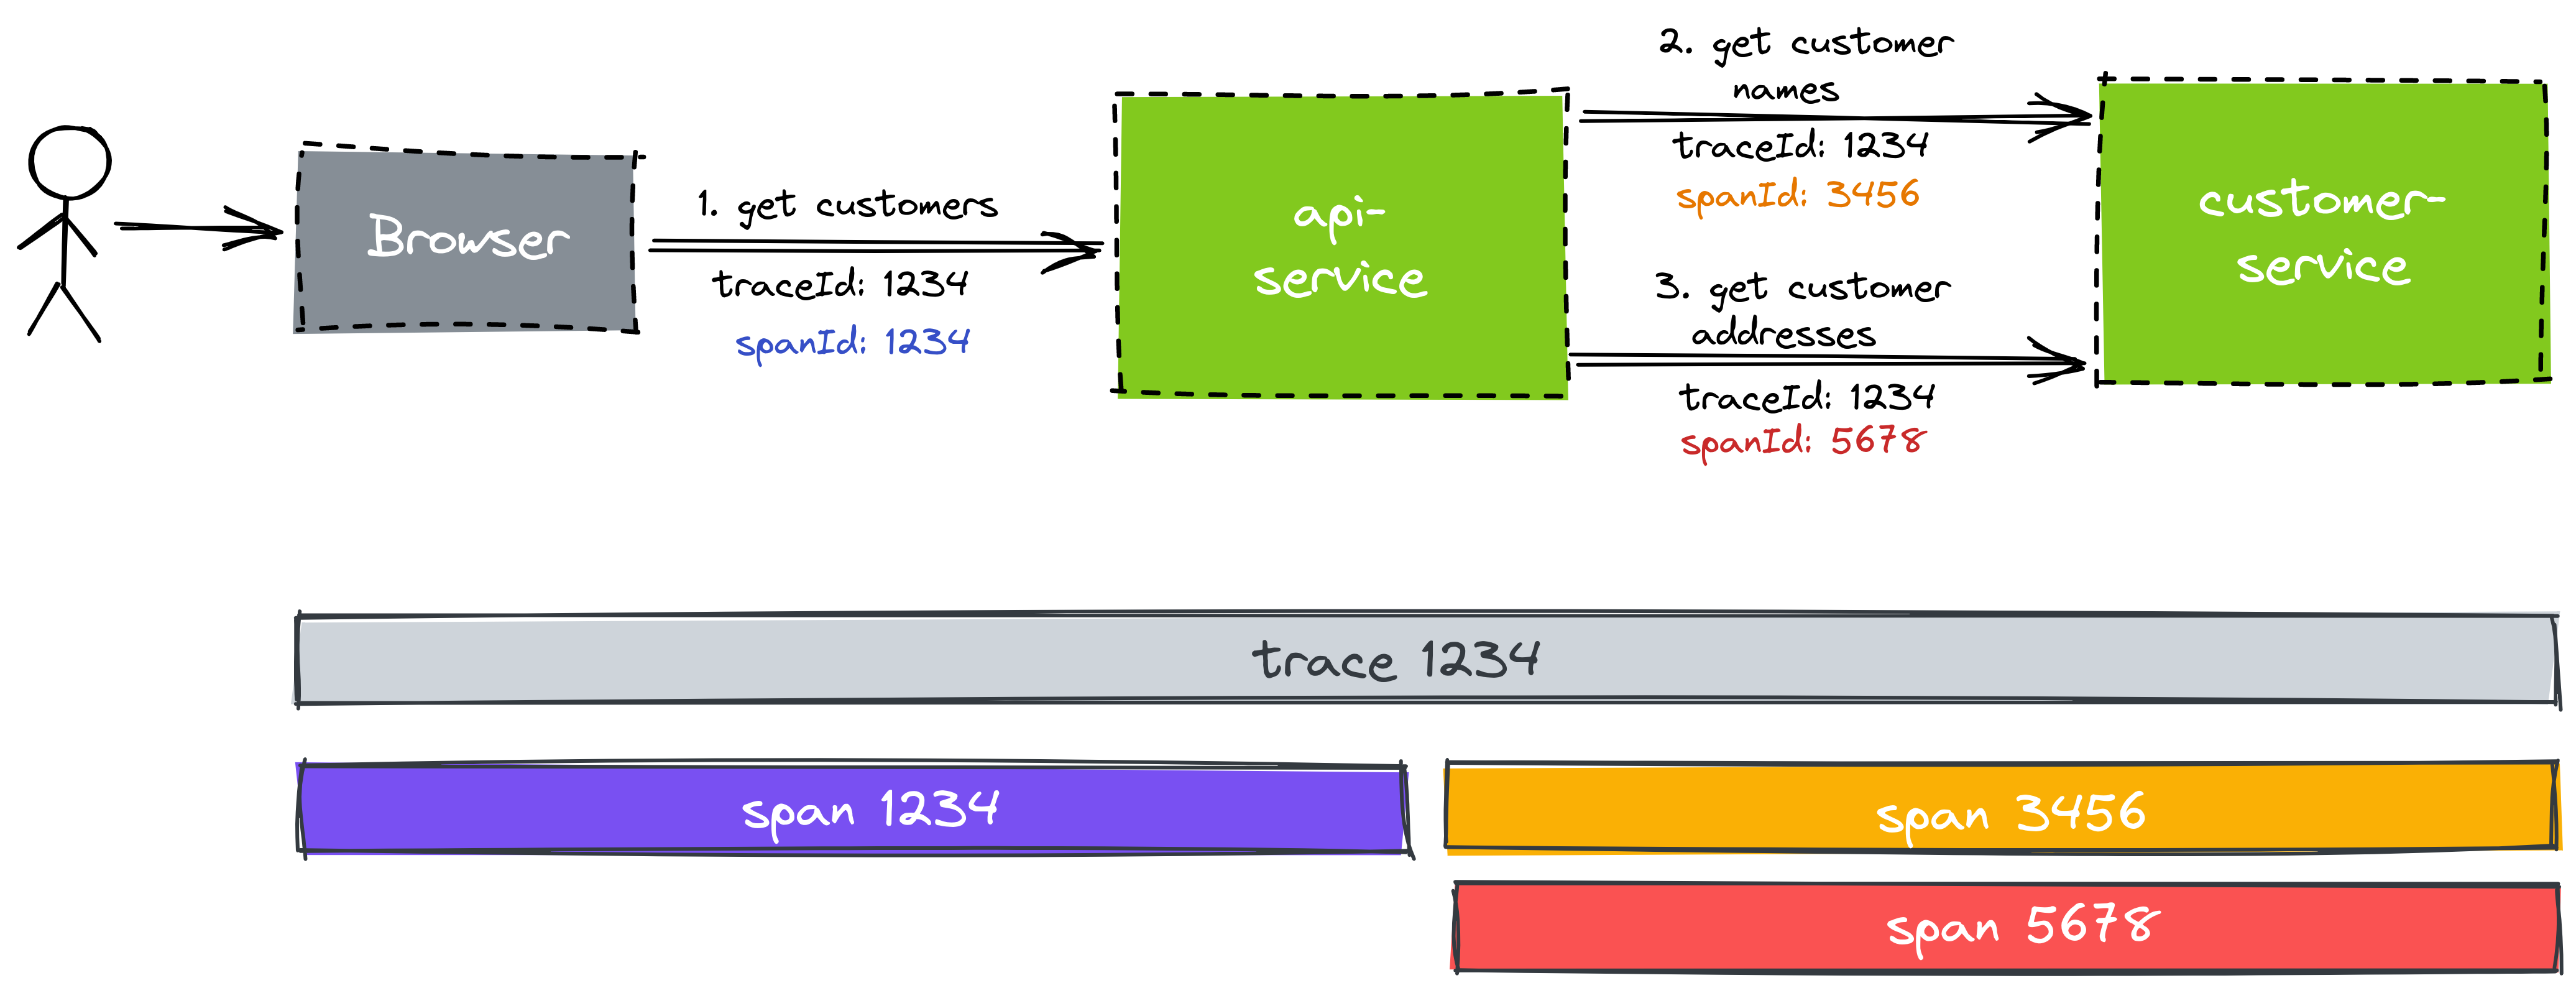 Browser
1. get customers
traceId: 1234
spanId: 1234
api-
service
2. get customer
names
traceId: 1234
spanId: 3456
3. get customer
addresses
traceId: 1234
spanId: 5678
customer-
service
trace 1234
span 1234
span 3456
span 5678